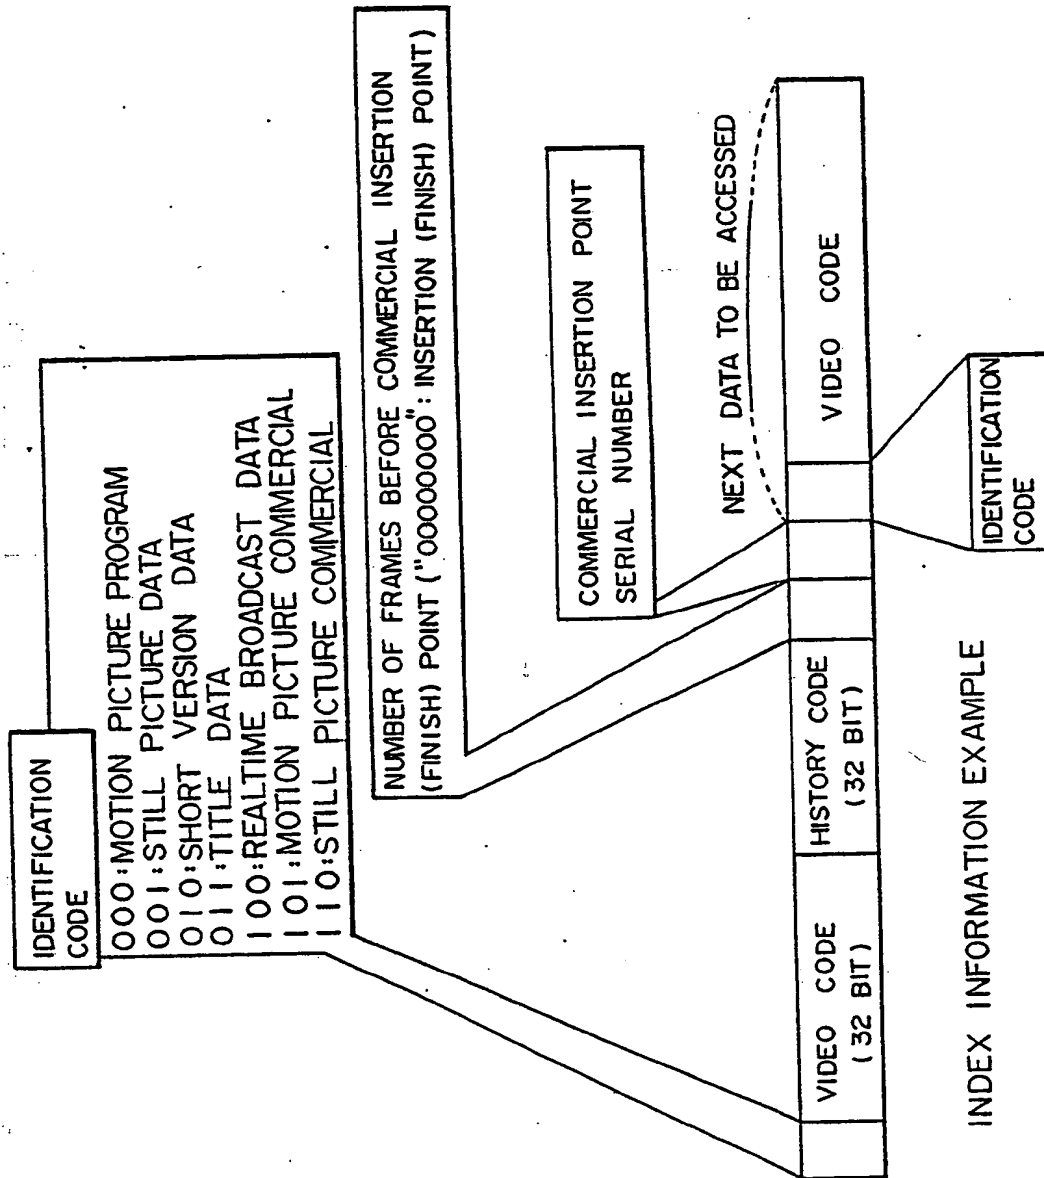 IDENTIFICATION
CODE
000:MOTION PICTURE PROGRAM
001:STILL PICTURE DATA
010:SHORT VERSION DATA
011:TITLE DATA
100:REALTIME BROADCAST DATA
101:MOTION PICTURE COMMERCIAL
110:STILL PICTURE COMMERCIAL
NUMBER OF FRAMES BEFORE COMMERCIAL INSERTION
(FINISH) POINT ("0000000": INSERTION (FINISH) POINT)
COMMERCIAL INSERTION POINT
SERIAL NUMBER
NEXT DATA TO BE ACCESSED
VIDEO CODE
(32 BIT)
HISTORY CODE
(32 BIT)
VIDEO CODE
IDENTIFICATION
CODE
INDEX INFORMATION EXAMPLE